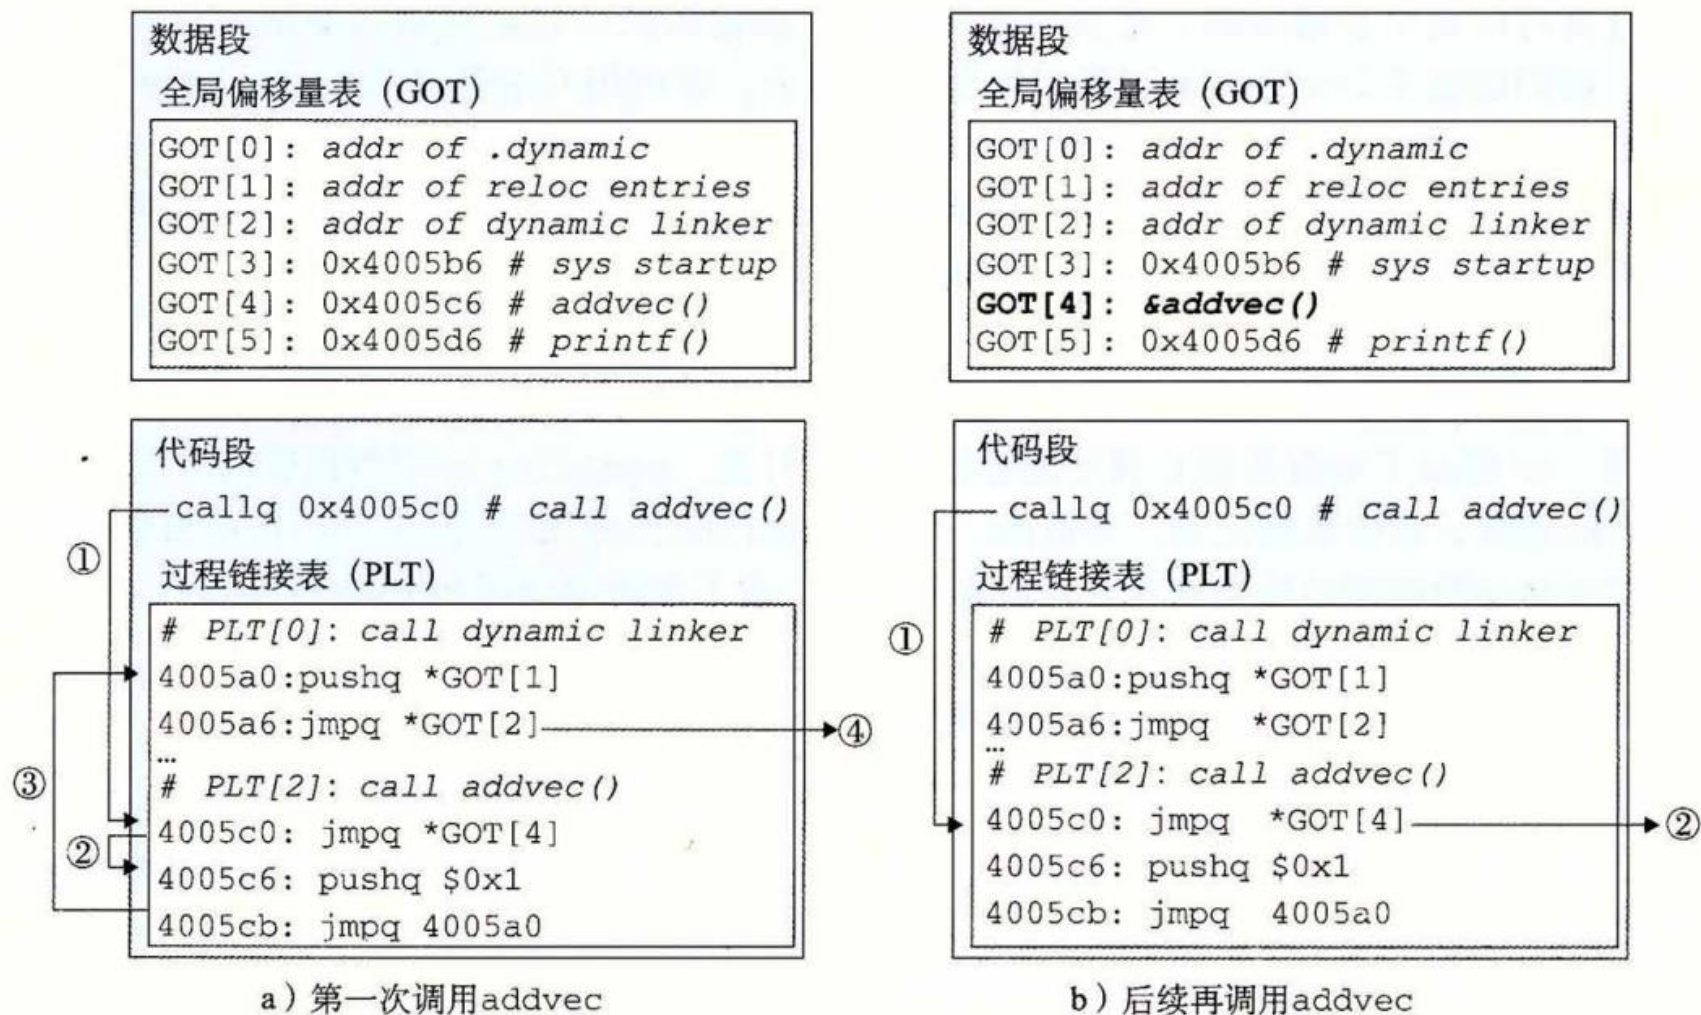 数据段
全局偏移量表（GOT）
GOT[0]: addr of .dynamic
GOT[1]: addr of reloc entries
GOT[2]: addr of dynamic linker
GOT[3]: 0x4005b6 # sys startup
GOT[4]: 0x4005c6 # addvec()
GOT[5]: 0x4005d6 # printf()
代码段
callq 0x4005c0 # call addvec()
①
过程链接表（PLT）
# PLT[0]: call dynamic linker
4005a0:pushq *GOT[1]
4005a6:jmpq *GOT[2]
④
…
③
# PLT[2]: call addvec()
4005c0: jmpq *GOT[4]
②
4005c6: pushq $0x1
4005cb: jmpq 4005a0
a）第一次调用addvec
数据段
全局偏移量表（GOT）
GOT[0]: addr of .dynamic
GOT[1]: addr of reloc entries
GOT[2]: addr of dynamic linker
GOT[3]: 0x4005b6 # sys startup
GOT[4]: &addvec()
GOT[5]: 0x4005d6 # printf()
代码段
callq 0x4005c0 # call addvec()
过程链接表（PLT）
①
# PLT[0]: call dynamic linker
4005a0:pushq *GOT[1]
4005a6:jmpq *GOT[2]
…
# PLT[2]: call addvec()
4005c0: jmpq *GOT[4]
②
4005c6: pushq $0x1
4005cb: jmpq 4005a0
b）后续再调用addvec